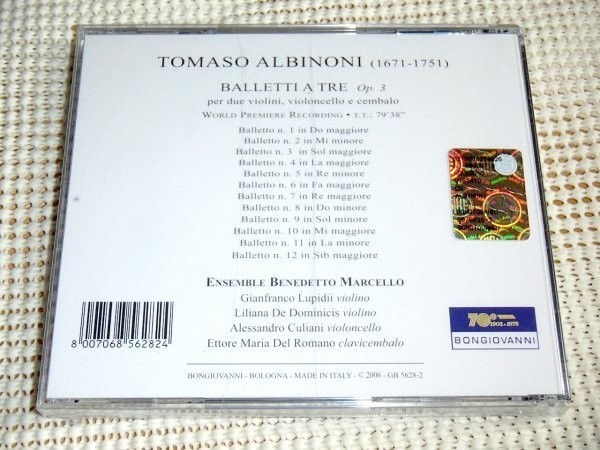 TOMASO ALBINONI (1671-1751)
BALLETTI A TRE Op. 3
per due violini, violoncello e cembalo
WORLD PREMIERE RECORDING • T.T.: 79'38"
Balletto n. 1 in Do maggiore
Balletto n. 2 in Mi minore
Balletto n. 3 in Sol maggiore
Balletto n. 4 in La maggiore
Balletto n. 5 in Re minore
Balletto n. 6 in Fa maggiore
Balletto n. 7 in Re maggiore
Balletto n. 8 in Do minore
Balletto n. 9 in Sol minore
Balletto n. 10 in Mi maggiore
Balletto n. 11 in La minore
Balletto n. 12 in Sib maggiore
ENSEMBLE BENEDETTO MARCELLO
Gianfranco Lupidii violino
Liliana De Dominicis violino
Alessandro Culiani violoncello
Ettore Maria Del Romano clavicembalo
8 007068 562824
70° 1905-1975
BONGIOVANNI
BONGIOVANNI - BOLOGNA - MADE IN ITALY - © 2006 - GB 5628-2